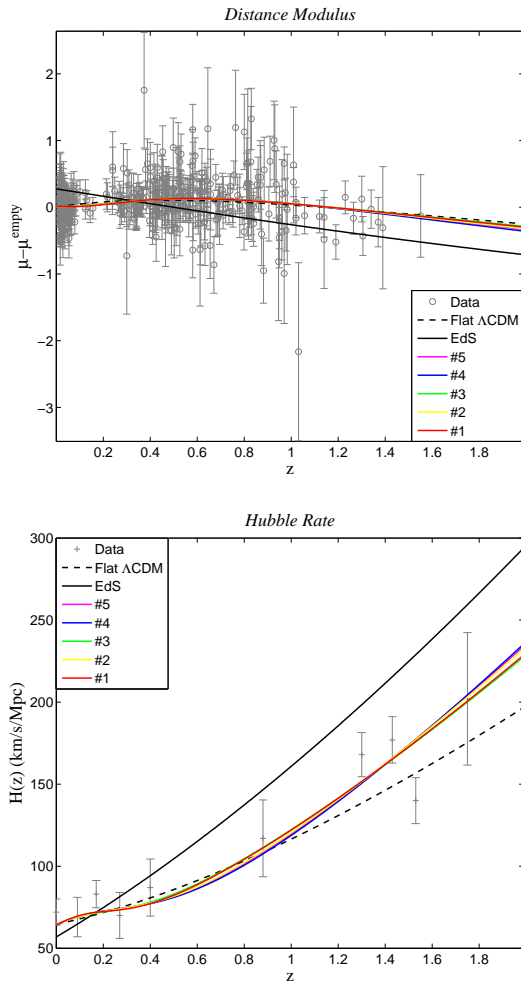 Distance Modulus
2
1
0
−1
−2
−3
μ−μ^empty
0 0.2 0.4 0.6 0.8 1 1.2 1.4 1.6 1.8
z
Data
Flat ΛCDM
EdS
#5
#4
#3
#2
#1
Hubble Rate
300
250
200
150
100
50
H(z) (km/s/Mpc)
0 0.2 0.4 0.6 0.8 1 1.2 1.4 1.6 1.8
z
Data
Flat ΛCDM
EdS
#5
#4
#3
#2
#1